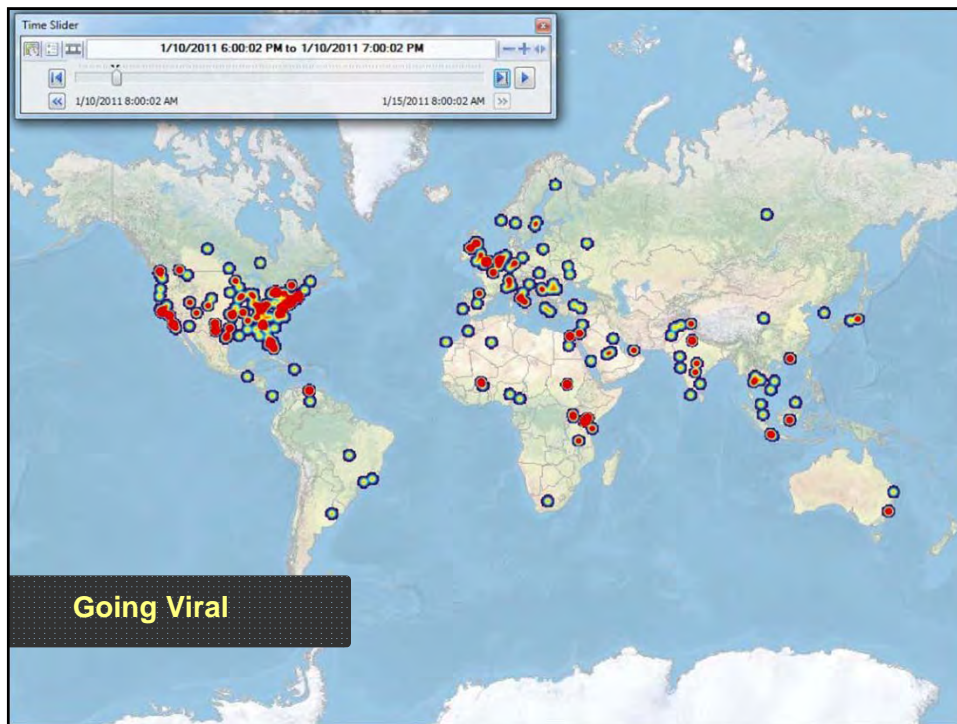 Time Slider
1/10/2011 6:00:02 PM to 1/10/2011 7:00:02 PM
1/10/2011 8:00:02 AM 1/15/2011 8:00:02 AM
Going Viral